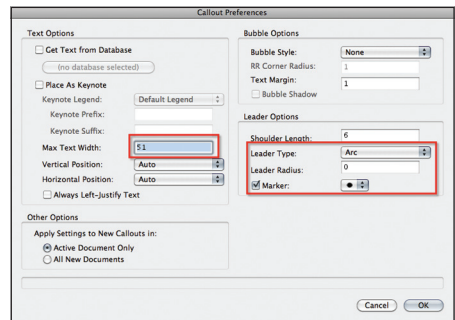 Callout Preferences
Text Options
Get Text from Database
(no database selected)
Place As Keynote
Keynote Legend: Default Legend
Keynote Prefix:
Keynote Suffix:
Max Text Width: 51
Vertical Position: Auto
Horizontal Position: Auto
Always Left-Justify Text
Other Options
Apply Settings to New Callouts in:
Active Document Only
All New Documents
Bubble Options
Bubble Style: None
RR Corner Radius: 1
Text Margin: 1
Bubble Shadow
Leader Options
Shoulder Length: 6
Leader Type: Arc
Leader Radius: 0
Marker:
Cancel OK